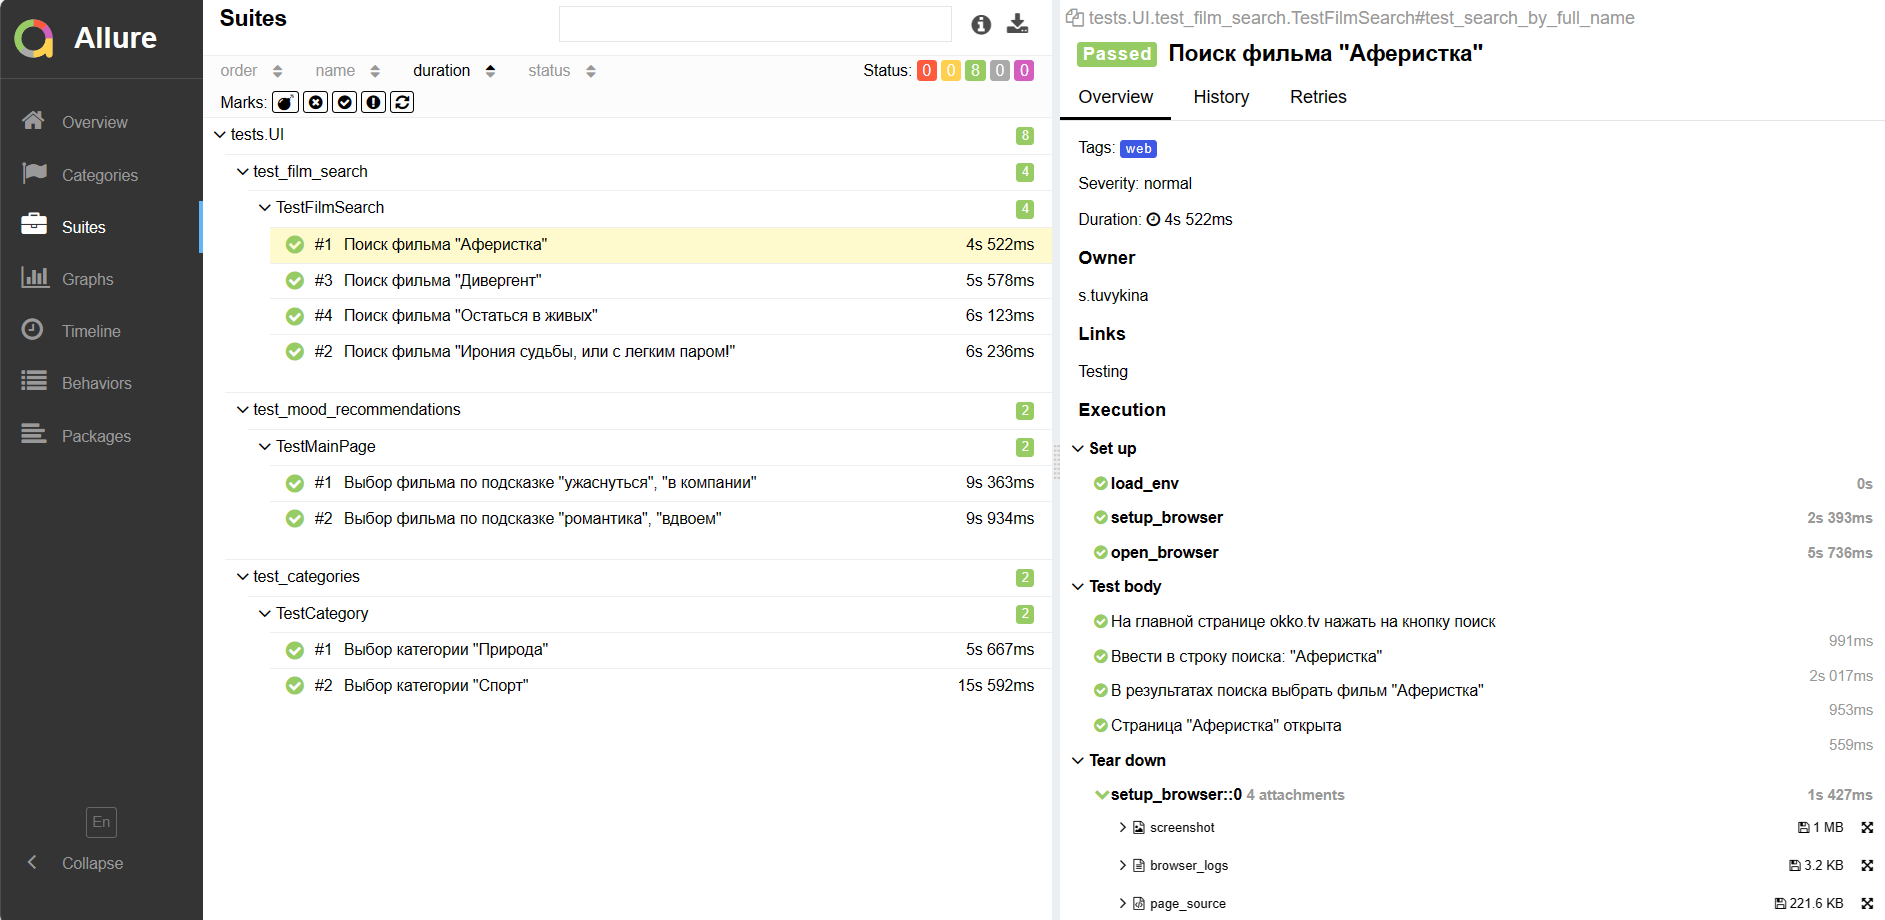 Allure
Overview
Categories
Suites
Graphs
Timeline
Behaviors
Packages
En
Collapse
Suites
order name duration status
Status: 0 0 8 0 0
Marks:
tests.UI 8
test_film_search 4
TestFilmSearch 4
#1 Поиск фильма "Аферистка" 4s 522ms
#3 Поиск фильма "Дивергент" 5s 578ms
#4 Поиск фильма "Остаться в живых" 6s 123ms
#2 Поиск фильма "Ирония судьбы, или с легким паром!" 6s 236ms
test_mood_recommendations 2
TestMainPage 2
#1 Выбор фильма по подсказке "ужаснуться", "в компании" 9s 363ms
#2 Выбор фильма по подсказке "романтика", "вдвоем" 9s 934ms
test_categories 2
TestCategory 2
#1 Выбор категории "Природа" 5s 667ms
#2 Выбор категории "Спорт" 15s 592ms
tests.UI.test_film_search.TestFilmSearch#test_search_by_full_name
Passed Поиск фильма "Аферистка"
Overview History Retries
Tags: web
Severity: normal
Duration: 4s 522ms
Owner
s.tuvykina
Links
Testing
Execution
Set up
load_env 0s
setup_browser 2s 393ms
open_browser 5s 736ms
Test body
На главной странице okko.tv нажать на кнопку поиск
991ms
Ввести в строку поиска: "Аферистка"
2s 017ms
В результатах поиска выбрать фильм "Аферистка"
953ms
Страница "Аферистка" открыта
559ms
Tear down
setup_browser::0 4 attachments 1s 427ms
screenshot 1 MB
browser_logs 3.2 KB
page_source 221.6 KB